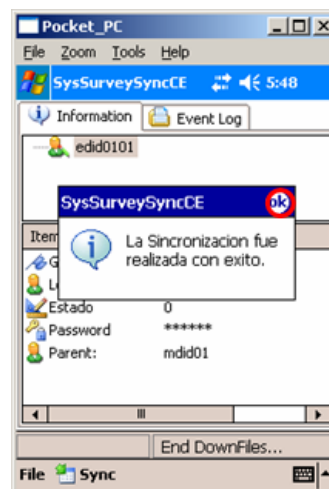 Pocket_PC
File Zoom Tools Help
SysSurveySyncCE 5:48
Information Event Log
edid0101
SysSurveySyncCE ok
La Sincronizacion fue
realizada con exito.
Estado 0
Password ******
Parent: mdid01
End DownFiles...
File Sync